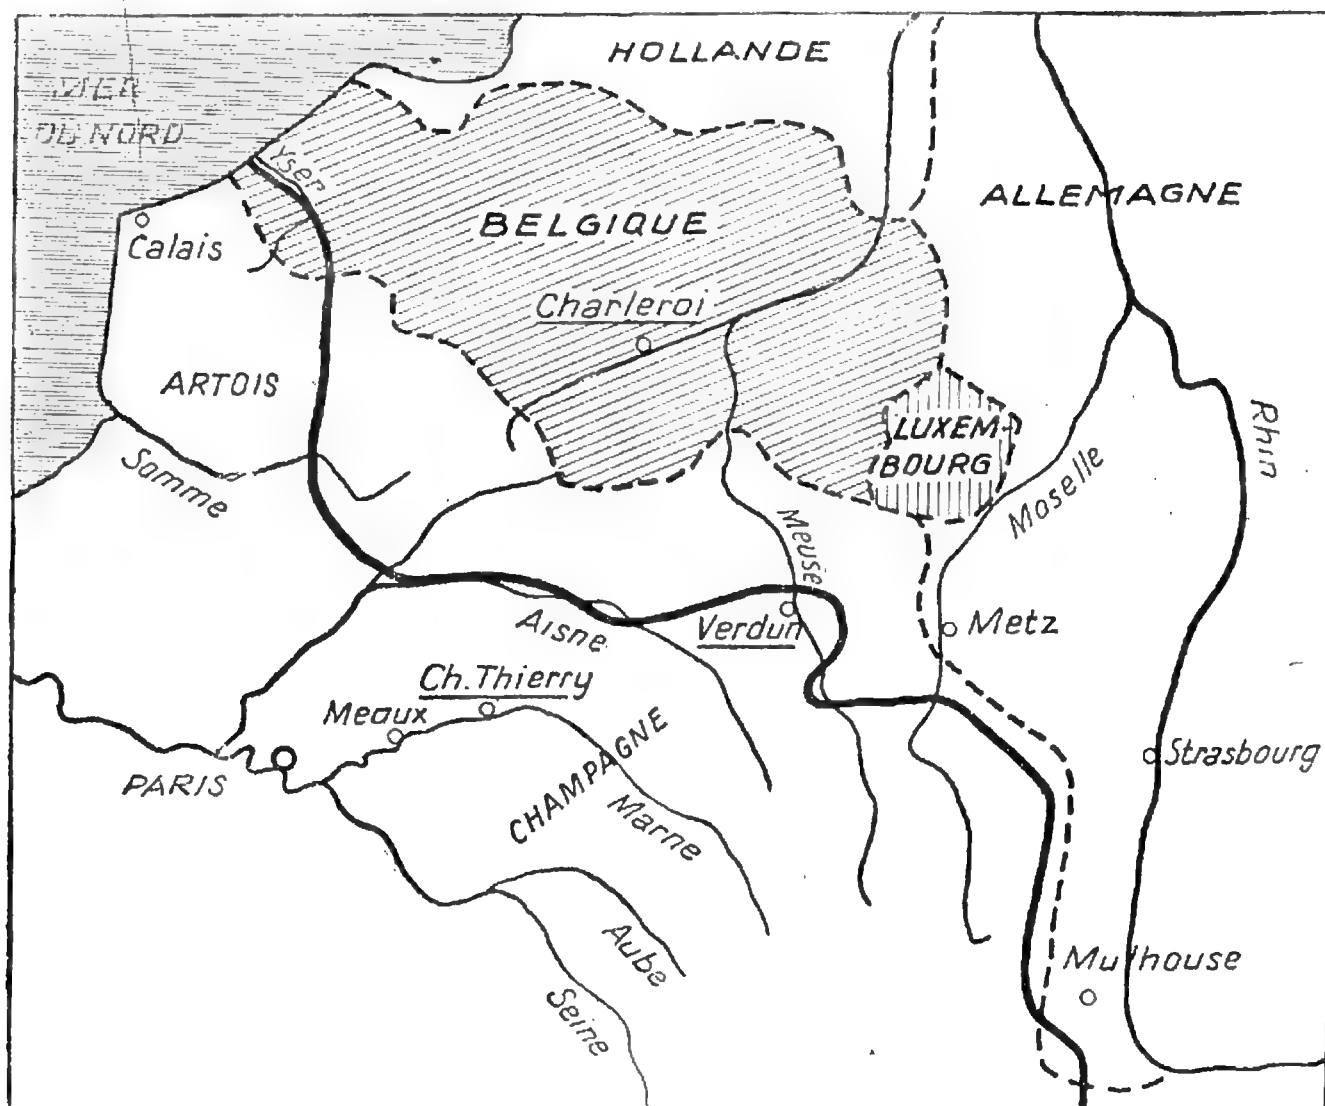 HOLLANDE
MER
DU NORD
Yser
ALLEMAGNE
BELGIQUE
Calais
Charleroi
ARTOIS
Rhin
LUXEM-
BOURG
Somme
Moselle
Meuse
Aisne
Verdun
Metz
Ch. Thierry
Meaux
CHAMPAGNE
Strasbourg
PARIS
Marne
Aube
Mulhouse
Seine